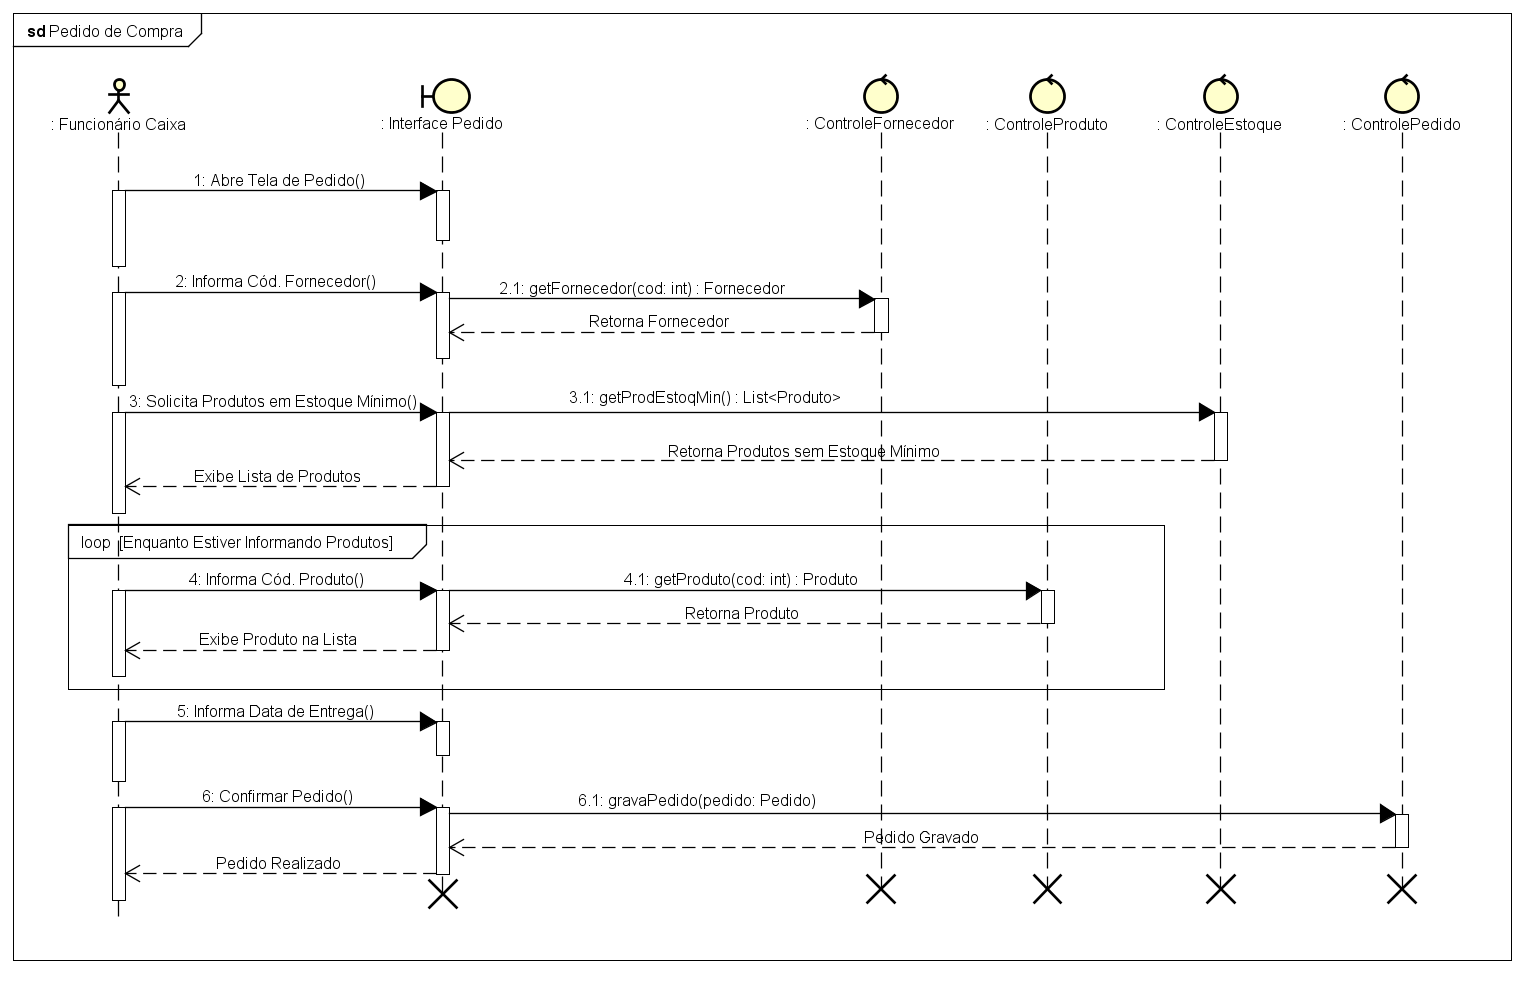 sd Pedido de Compra
: Funcionário Caixa
: Interface Pedido
: ControleFornecedor
: ControleProduto
: ControleEstoque
: ControlePedido
1: Abre Tela de Pedido()
2: Informa Cód. Fornecedor()
2.1: getFornecedor(cod: int) : Fornecedor
Retorna Fornecedor
3: Solicita Produtos em Estoque Mínimo()
3.1: getProdEstoqMin() : List<Produto>
Retorna Produtos sem Estoque Mínimo
Exibe Lista de Produtos
loop [Enquanto Estiver Informando Produtos]
4: Informa Cód. Produto()
4.1: getProduto(cod: int) : Produto
Retorna Produto
Exibe Produto na Lista
5: Informa Data de Entrega()
6: Confirmar Pedido()
6.1: gravaPedido(pedido: Pedido)
Pedido Gravado
Pedido Realizado